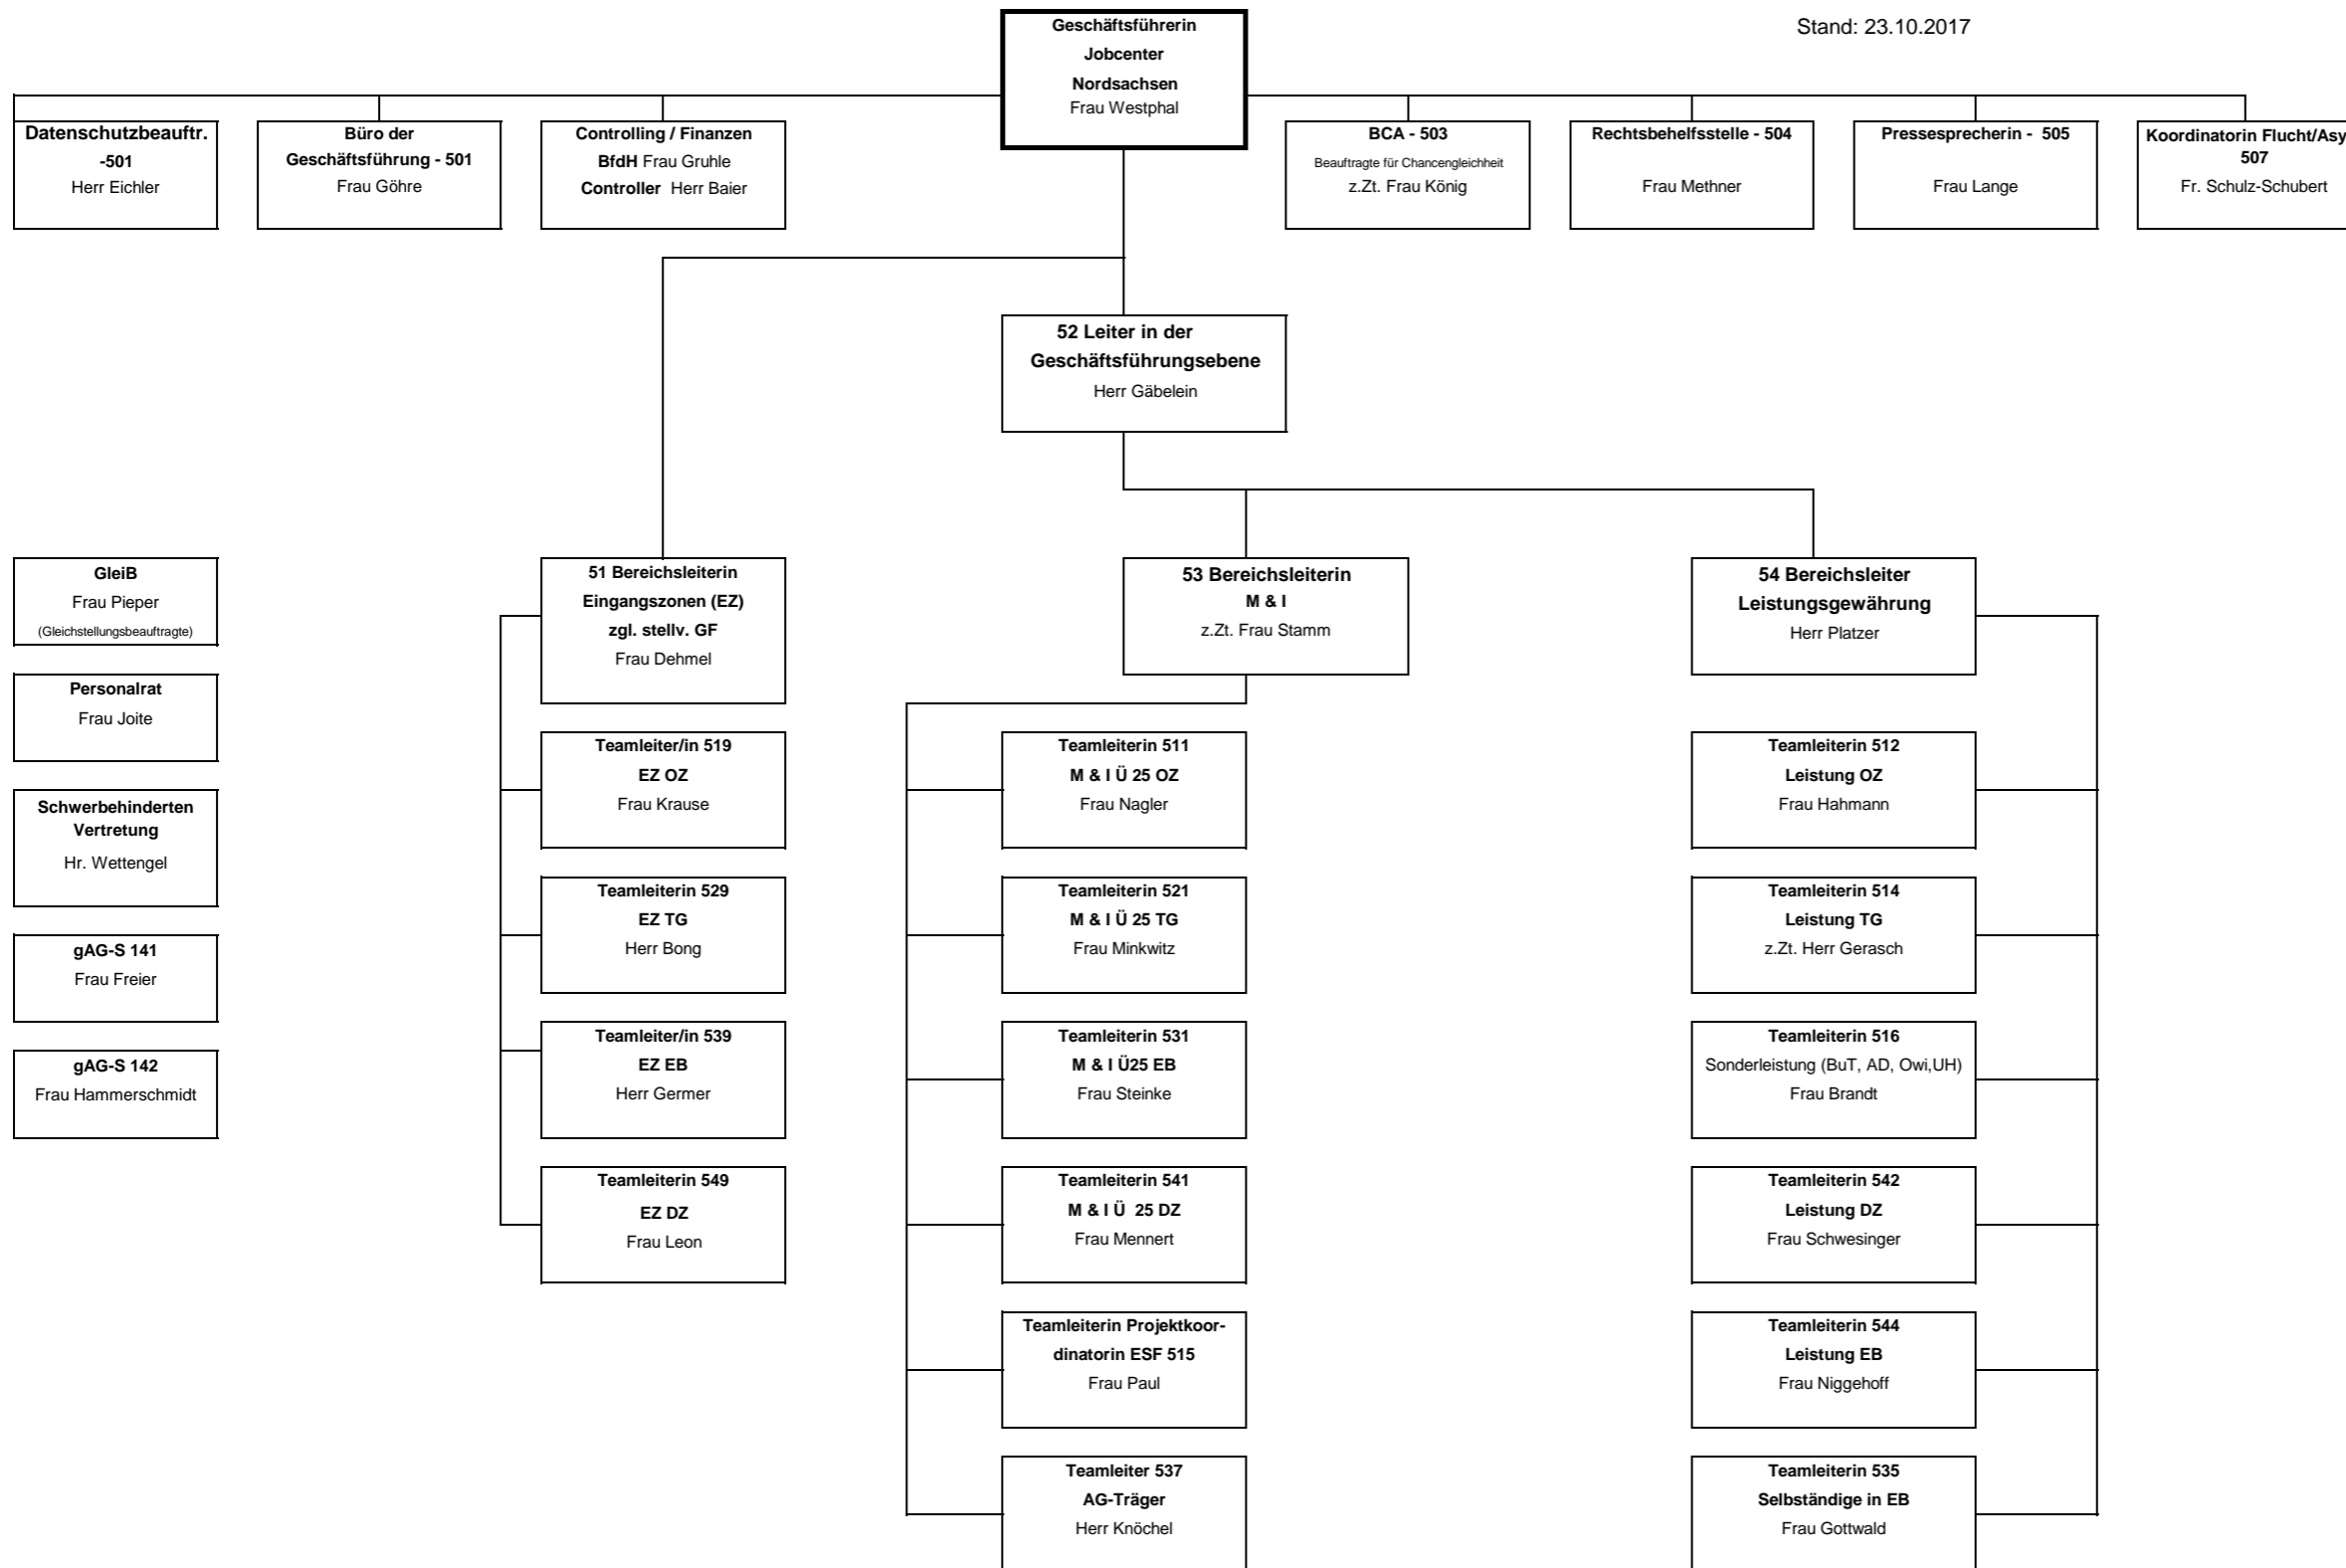 Geschäftsführerin
Jobcenter
Nordsachsen
Frau Westphal
Stand: 23.10.2017
Datenschutzbeauftr.
-501
Herr Eichler
Büro der
Geschäftsführung - 501
Frau Göhre
Controlling / Finanzen
BfdH Frau Gruhle
Controller Herr Baier
BCA - 503
Beauftragte für Chancengleichheit
z.Zt. Frau König
Rechtsbehelfsstelle - 504
Frau Methner
Pressesprecherin - 505
Frau Lange
Koordinatorin Flucht/Asy
507
Fr. Schulz-Schubert
52 Leiter in der
Geschäftsführungsebene
Herr Gäbelein
GleiB
Frau Pieper
(Gleichstellungsbeauftragte)
Personalrat
Frau Joite
Schwerbehinderten
Vertretung
Hr. Wettengel
gAG-S 141
Frau Freier
gAG-S 142
Frau Hammerschmidt
51 Bereichsleiterin
Eingangszonen (EZ)
zgl. stellv. GF
Frau Dehmel
Teamleiter/in 519
EZ OZ
Frau Krause
Teamleiterin 529
EZ TG
Herr Bong
Teamleiter/in 539
EZ EB
Herr Germer
Teamleiterin 549
EZ DZ
Frau Leon
53 Bereichsleiterin
M & I
z.Zt. Frau Stamm
Teamleiterin 511
M & I Ü 25 OZ
Frau Nagler
Teamleiterin 521
M & I Ü 25 TG
Frau Minkwitz
Teamleiterin 531
M & I Ü25 EB
Frau Steinke
Teamleiterin 541
M & I Ü 25 DZ
Frau Mennert
Teamleiterin Projektkoor-
dinatorin ESF 515
Frau Paul
Teamleiter 537
AG-Träger
Herr Knöchel
54 Bereichsleiter
Leistungsgewährung
Herr Platzer
Teamleiterin 512
Leistung OZ
Frau Hahmann
Teamleiterin 514
Leistung TG
z.Zt. Herr Gerasch
Teamleiterin 516
Sonderleistung (BuT, AD, Owi,UH)
Frau Brandt
Teamleiterin 542
Leistung DZ
Frau Schwesinger
Teamleiterin 544
Leistung EB
Frau Niggehoff
Teamleiterin 535
Selbständige in EB
Frau Gottwald